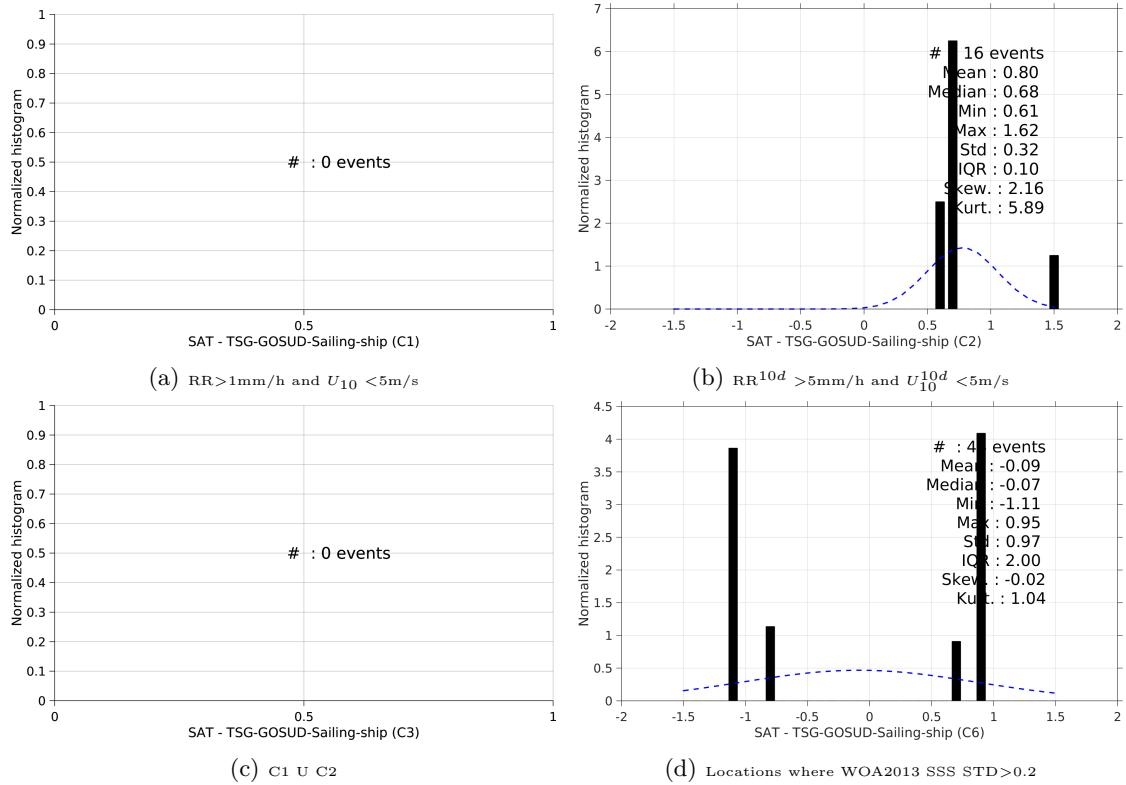 1
0.9
0.8
0.7
0.6
0.5
0.4
0.3
0.2
0.1
0
Normalized histogram
# : 0 events
0 0.5 1
SAT - TSG-GOSUD-Sailing-ship (C1)
(a) RR>1mm/h and U10 <5m/s
7
6
5
4
3
2
1
0
Normalized histogram
# : 16 events
Mean : 0.80
Median : 0.68
Min : 0.61
Max : 1.62
Std : 0.32
IQR : 0.10
Skew. : 2.16
Kurt. : 5.89
-2 -1.5 -1 -0.5 0 0.5 1 1.5 2
SAT - TSG-GOSUD-Sailing-ship (C2)
(b) RR^10d >5mm/h and U10^10d <5m/s
1
0.9
0.8
0.7
0.6
0.5
0.4
0.3
0.2
0.1
0
Normalized histogram
# : 0 events
0 0.5 1
SAT - TSG-GOSUD-Sailing-ship (C3)
(c) C1 U C2
4.5
4
3.5
3
2.5
2
1.5
1
0.5
0
Normalized histogram
# : events
Mean : -0.09
Median : -0.07
Min : -1.11
Max : 0.95
Std : 0.97
IQR : 2.00
Skew. : -0.02
Kurt. : 1.04
-2 -1.5 -1 -0.5 0 0.5 1 1.5 2
SAT - TSG-GOSUD-Sailing-ship (C6)
(d) Locations where WOA2013 SSS STD>0.2